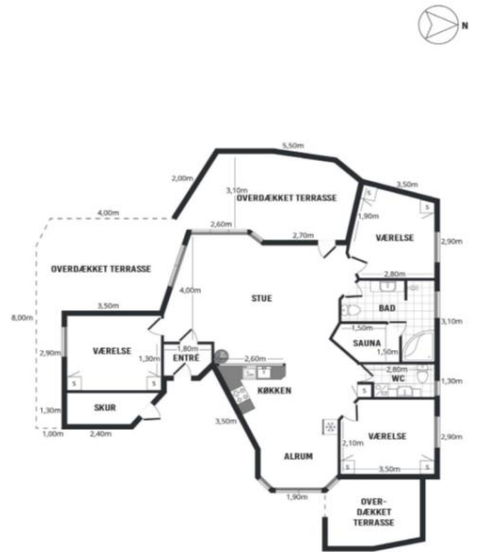 N
5,50m
2,00m
3,10m
OVERDÆKKET TERRASSE
3,50m
S
S
1,90m
4,00m
2,60m
2,70m
VÆRELSE
2,90m
OVERDÆKKET TERRASSE
2,80m
4,00m
STUE
BAD
3,50m
8,00m
3,10m
1,50m
SAUNA
1,50m
VÆRELSE
1,80m
2,90m
1,30m
ENTRÉ
2,60m
2,80m
WC
1,30m
S
S
KØKKEN
S
1,30m
SKUR
3,50m
2,10m
VÆRELSE
2,90m
1,00m
2,40m
ALRUM
S
3,50m
S
1,90m
OVER-
DÆKKET
TERRASSE